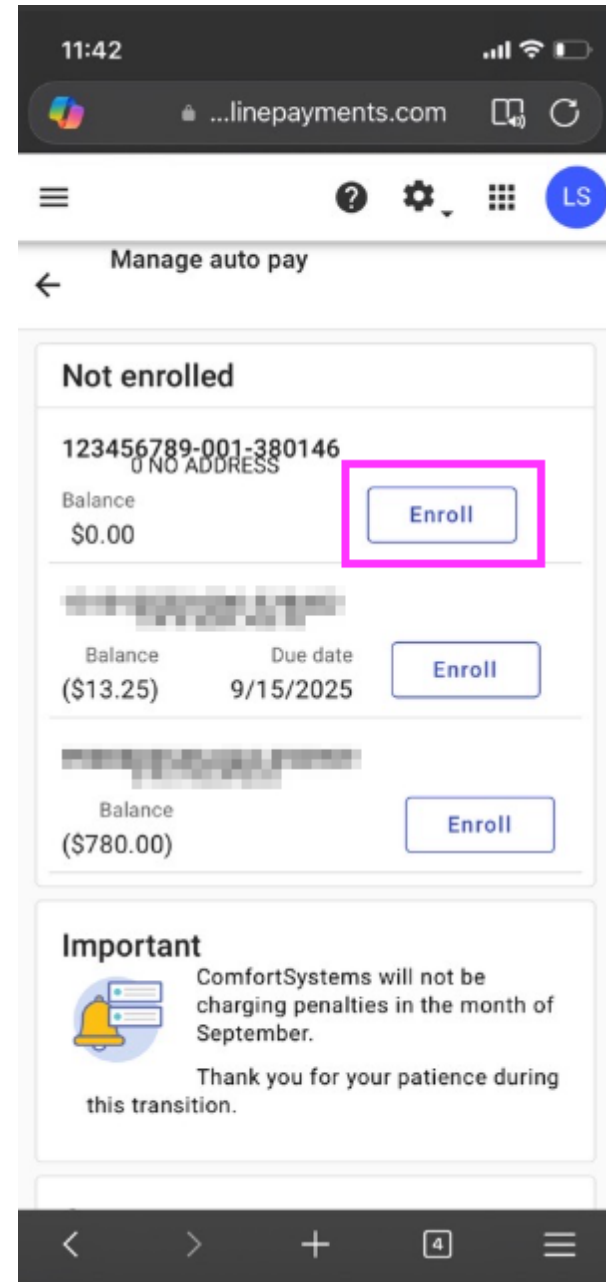 11:42
...linepayments.com
LS
Manage auto pay
Not enrolled
123456789-001-380146
0 NO ADDRESS
Balance
$0.00
Enroll
Balance
Due date
($13.25)
9/15/2025
Enroll
Balance
($780.00)
Enroll
Important
ComfortSystems will not be
charging penalties in the month of
September.
Thank you for your patience during
this transition.
4